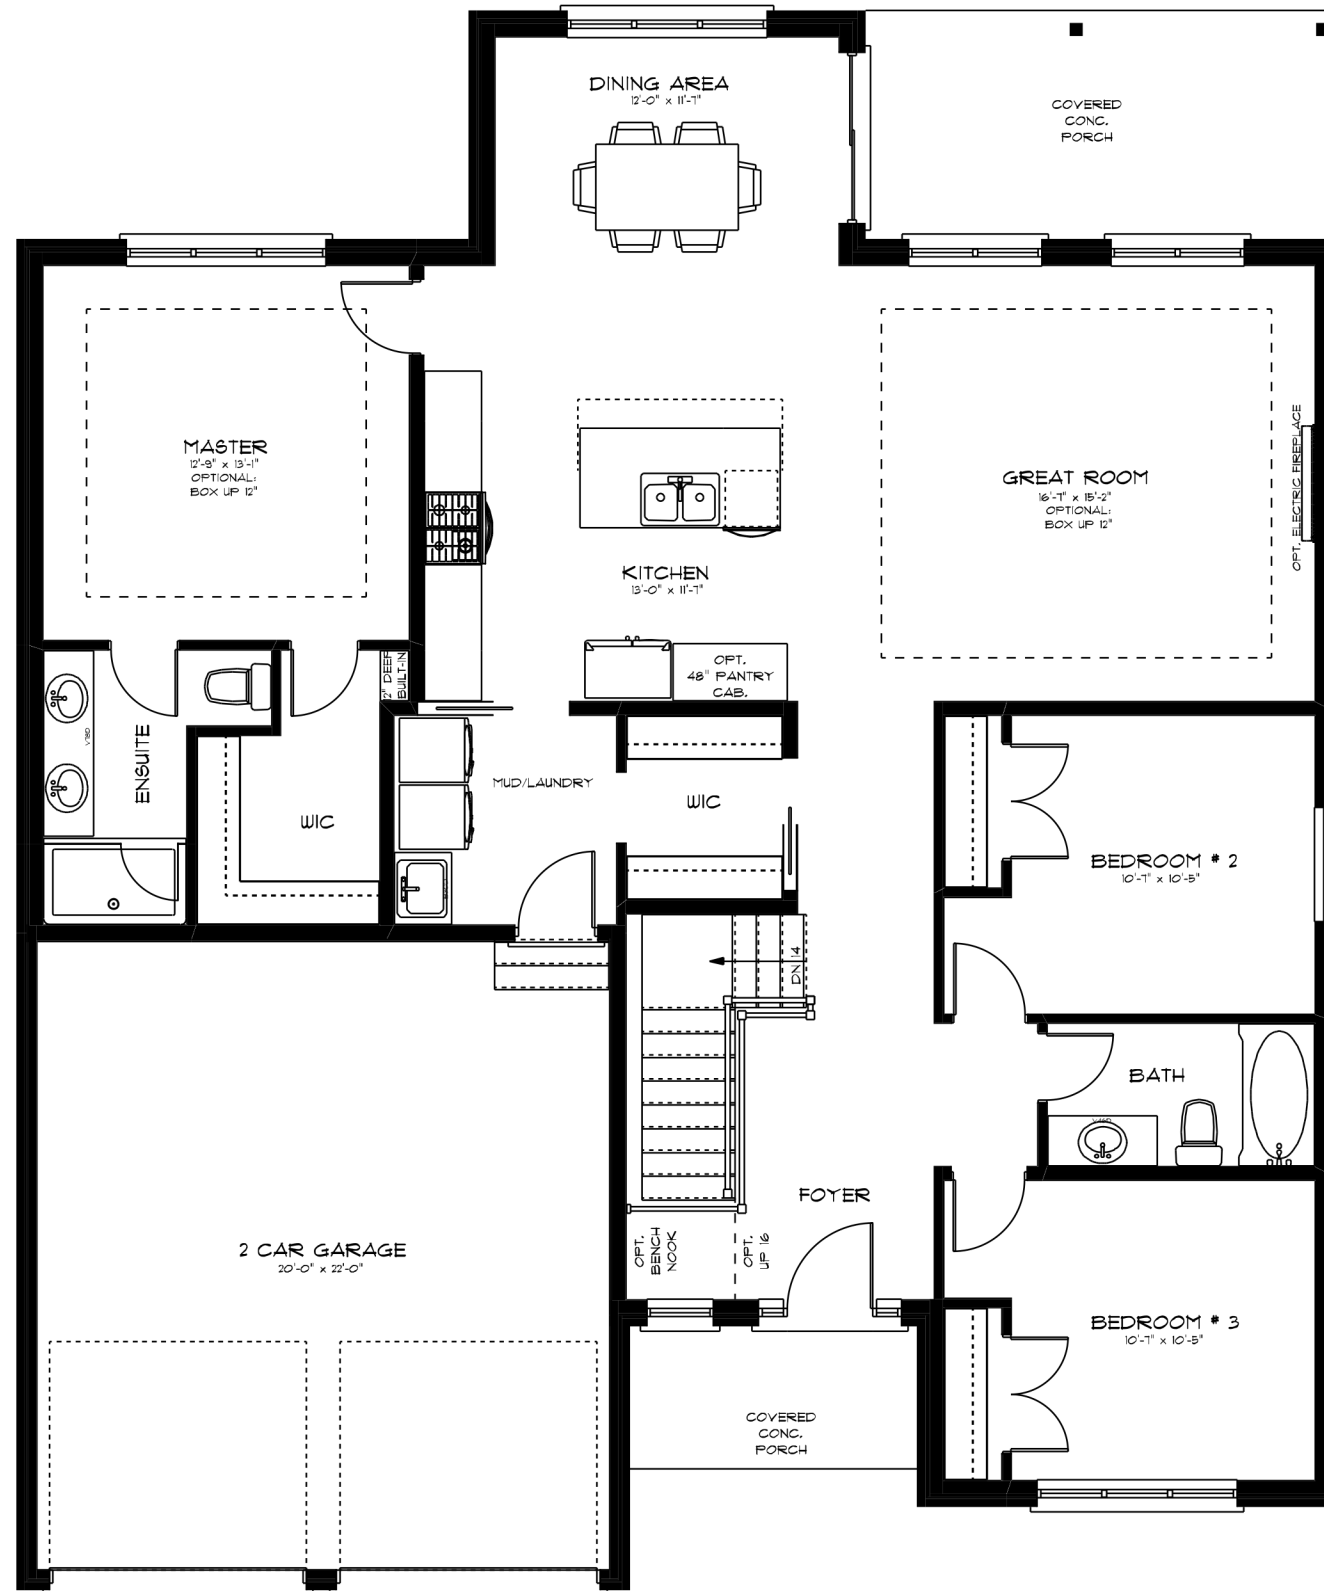 DINING AREA
12'-0" x 11'-7"
COVERED
CONC.
PORCH
MASTER
12'-9" x 13'-1"
OPTIONAL:
BOX UP 12"
GREAT ROOM
16'-7" x 15'-2"
OPTIONAL:
BOX UP 12"
OPT. ELECTRIC FIREPLACE
KITCHEN
13'-0" x 11'-7"
OPT.
48" PANTRY
CAB.
2" DEEP
BUILT-IN
ENSUITE
WIC
MUD/LAUNDRY
WIC
BEDROOM # 2
10'-7" x 10'-5"
DN 14
BATH
FOYER
OPT.
BENCH
NOOK
OPT.
UP 16
2 CAR GARAGE
20'-0" x 22'-0"
BEDROOM # 3
10'-7" x 10'-5"
COVERED
CONC.
PORCH